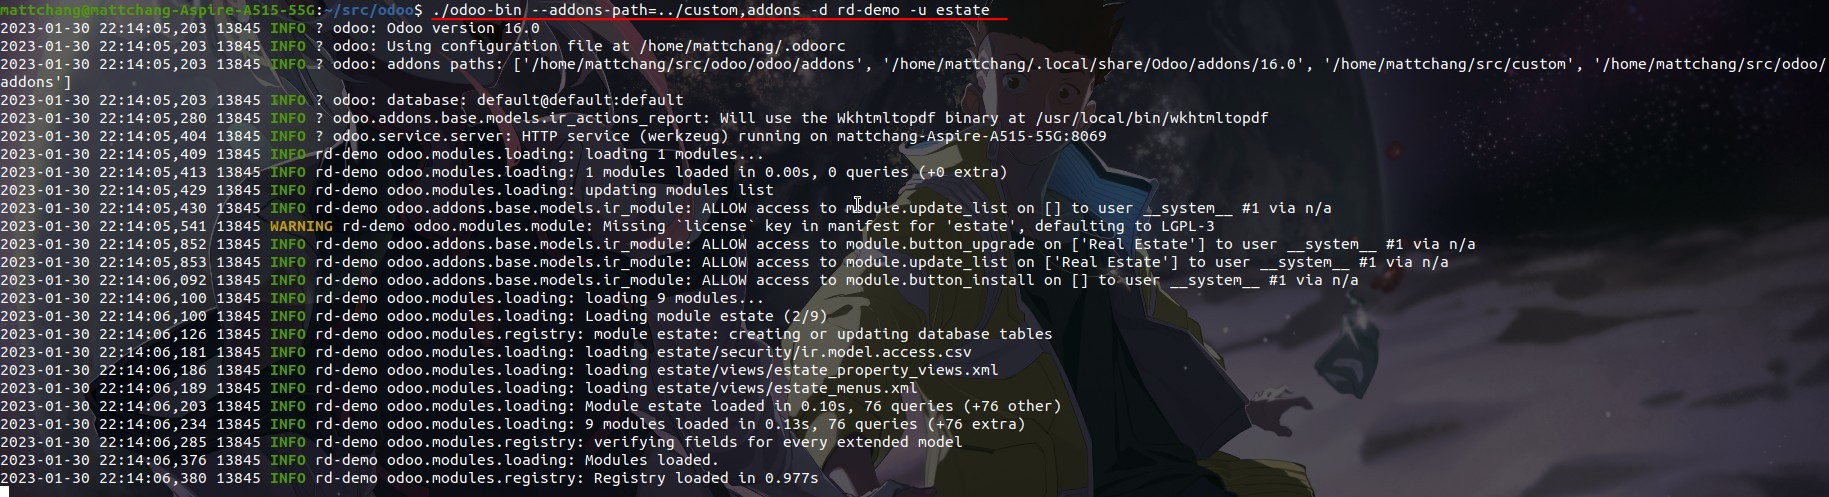 mattchang@mattchang-Aspire-A515-55G:~/src/odoo$ ./odoo-bin --addons-path=../custom,addons -d rd-demo -u estate
2023-01-30 22:14:05,203 13845 INFO ? odoo: Odoo version 16.0
2023-01-30 22:14:05,203 13845 INFO ? odoo: Using configuration file at /home/mattchang/.odoorc
2023-01-30 22:14:05,203 13845 INFO ? odoo: addons paths: ['/home/mattchang/src/odoo/odoo/addons', '/home/mattchang/.local/share/Odoo/addons/16.0', '/home/mattchang/src/custom', '/home/mattchang/src/odoo/
addons']
2023-01-30 22:14:05,203 13845 INFO ? odoo: database: default@default:default
2023-01-30 22:14:05,280 13845 INFO ? odoo.addons.base.models.ir_actions_report: Will use the Wkhtmltopdf binary at /usr/local/bin/wkhtmltopdf
2023-01-30 22:14:05,404 13845 INFO ? odoo.service.server: HTTP service (werkzeug) running on mattchang-Aspire-A515-55G:8069
2023-01-30 22:14:05,409 13845 INFO rd-demo odoo.modules.loading: loading 1 modules...
2023-01-30 22:14:05,413 13845 INFO rd-demo odoo.modules.loading: 1 modules loaded in 0.00s, 0 queries (+0 extra)
2023-01-30 22:14:05,429 13845 INFO rd-demo odoo.modules.loading: updating modules list
2023-01-30 22:14:05,430 13845 INFO rd-demo odoo.addons.base.models.ir_module: ALLOW access to module.update_list on [] to user __system__ #1 via n/a
2023-01-30 22:14:05,541 13845 WARNING rd-demo odoo.modules.module: Missing `license` key in manifest for 'estate', defaulting to LGPL-3
2023-01-30 22:14:05,852 13845 INFO rd-demo odoo.addons.base.models.ir_module: ALLOW access to module.button_upgrade on ['Real Estate'] to user __system__ #1 via n/a
2023-01-30 22:14:05,853 13845 INFO rd-demo odoo.addons.base.models.ir_module: ALLOW access to module.update_list on ['Real Estate'] to user __system__ #1 via n/a
2023-01-30 22:14:06,092 13845 INFO rd-demo odoo.addons.base.models.ir_module: ALLOW access to module.button_install on [] to user __system__ #1 via n/a
2023-01-30 22:14:06,100 13845 INFO rd-demo odoo.modules.loading: loading 9 modules...
2023-01-30 22:14:06,100 13845 INFO rd-demo odoo.modules.loading: Loading module estate (2/9)
2023-01-30 22:14:06,126 13845 INFO rd-demo odoo.modules.registry: module estate: creating or updating database tables
2023-01-30 22:14:06,181 13845 INFO rd-demo odoo.modules.loading: loading estate/security/ir.model.access.csv
2023-01-30 22:14:06,186 13845 INFO rd-demo odoo.modules.loading: loading estate/views/estate_property_views.xml
2023-01-30 22:14:06,189 13845 INFO rd-demo odoo.modules.loading: loading estate/views/estate_menus.xml
2023-01-30 22:14:06,203 13845 INFO rd-demo odoo.modules.loading: Module estate loaded in 0.10s, 76 queries (+76 other)
2023-01-30 22:14:06,234 13845 INFO rd-demo odoo.modules.loading: 9 modules loaded in 0.13s, 76 queries (+76 extra)
2023-01-30 22:14:06,285 13845 INFO rd-demo odoo.modules.registry: verifying fields for every extended model
2023-01-30 22:14:06,376 13845 INFO rd-demo odoo.modules.loading: Modules loaded.
2023-01-30 22:14:06,380 13845 INFO rd-demo odoo.modules.registry: Registry loaded in 0.977s